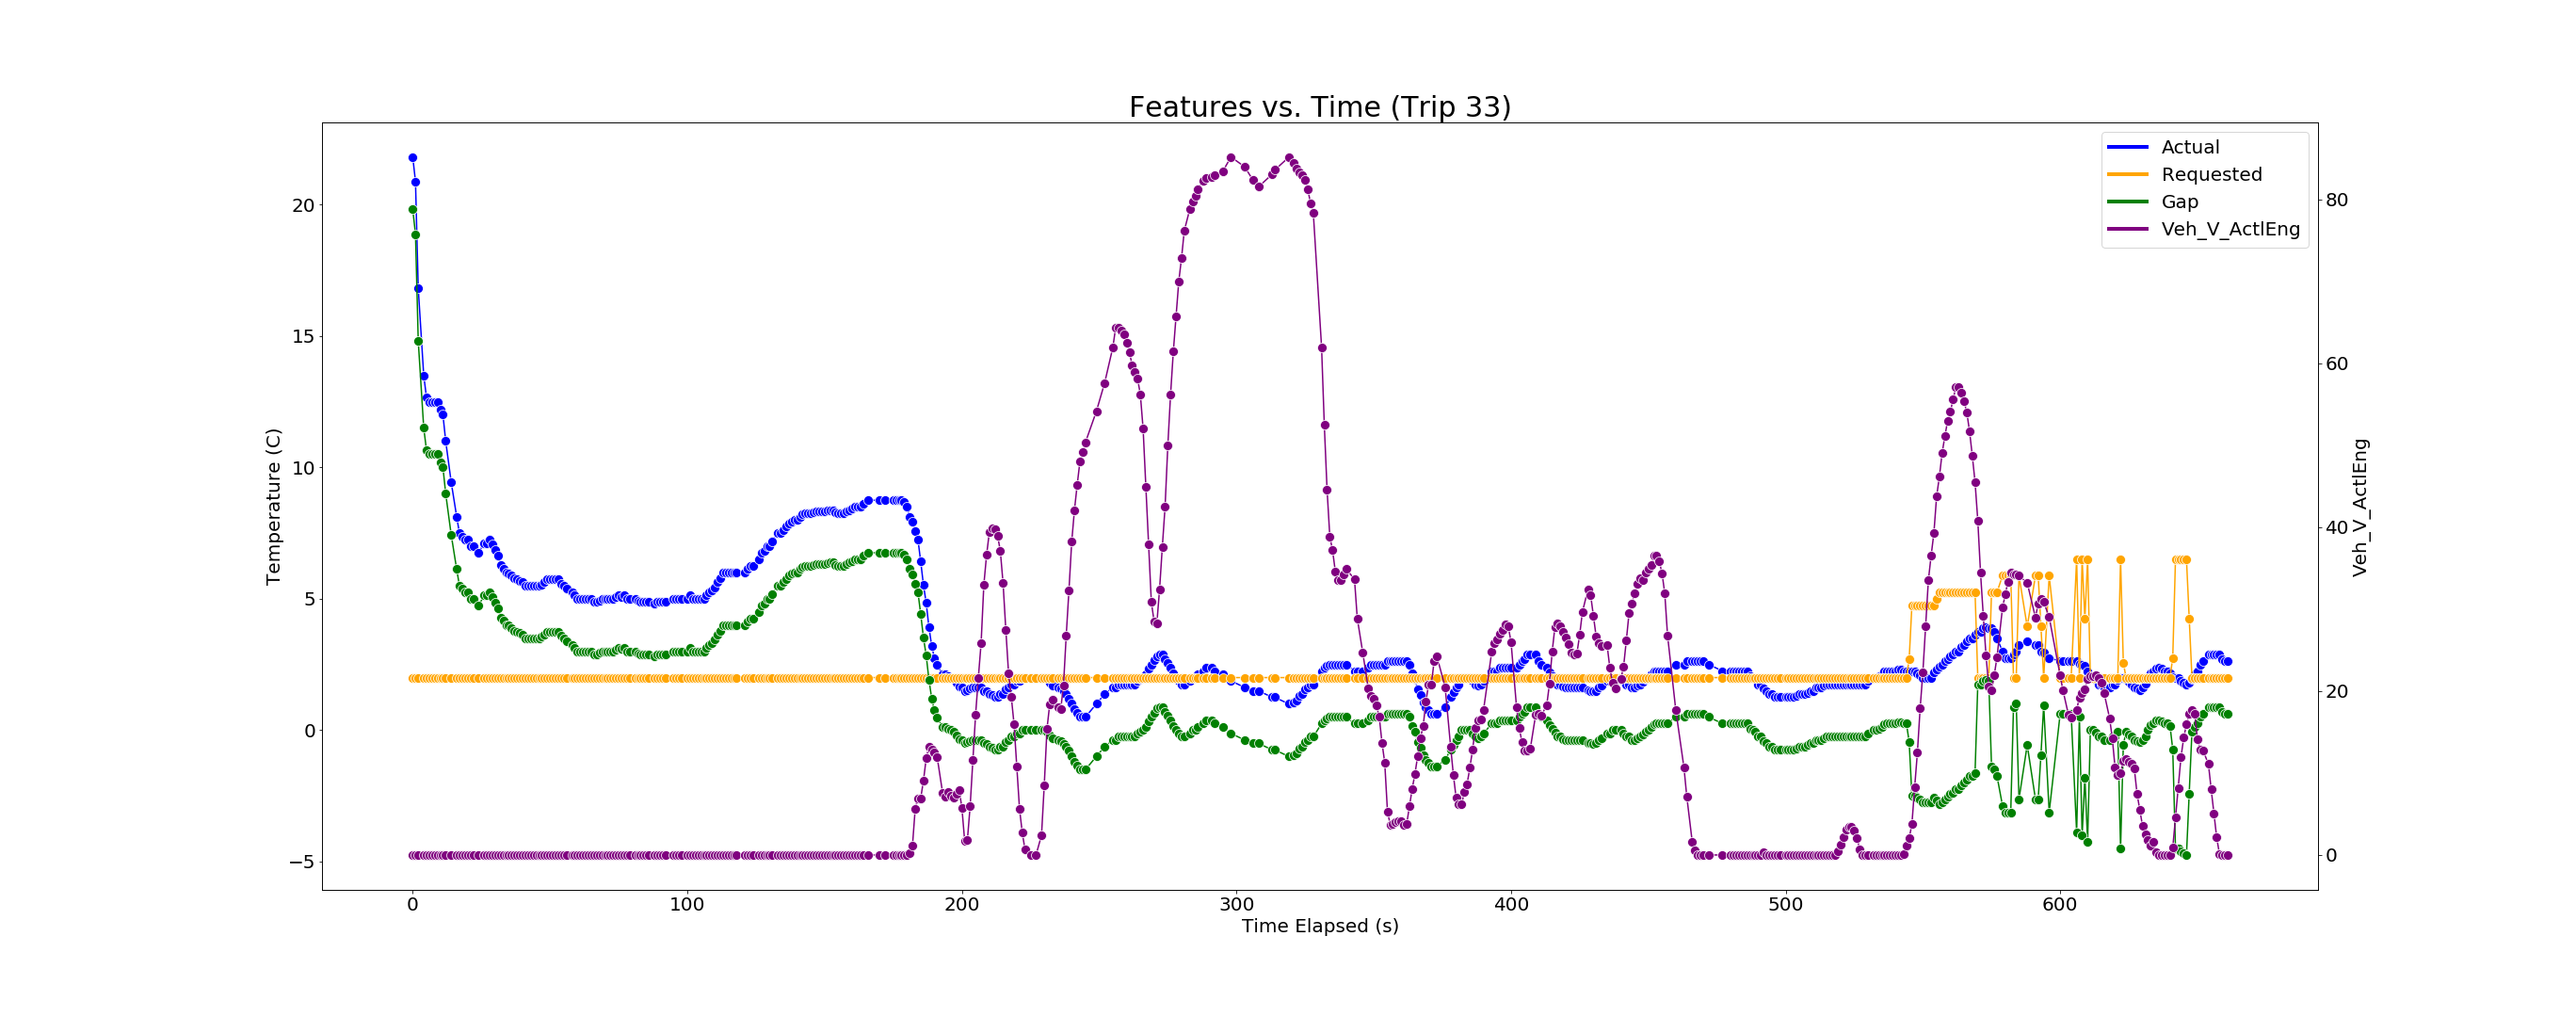 Features vs. Time (Trip 33)
Actual
Requested
Gap
Veh_V_ActlEng
Temperature (C)
20
15
10
5
0
−5
80
60
40
20
0
Veh_V_ActlEng
0 100 200 300 400 500 600
Time Elapsed (s)